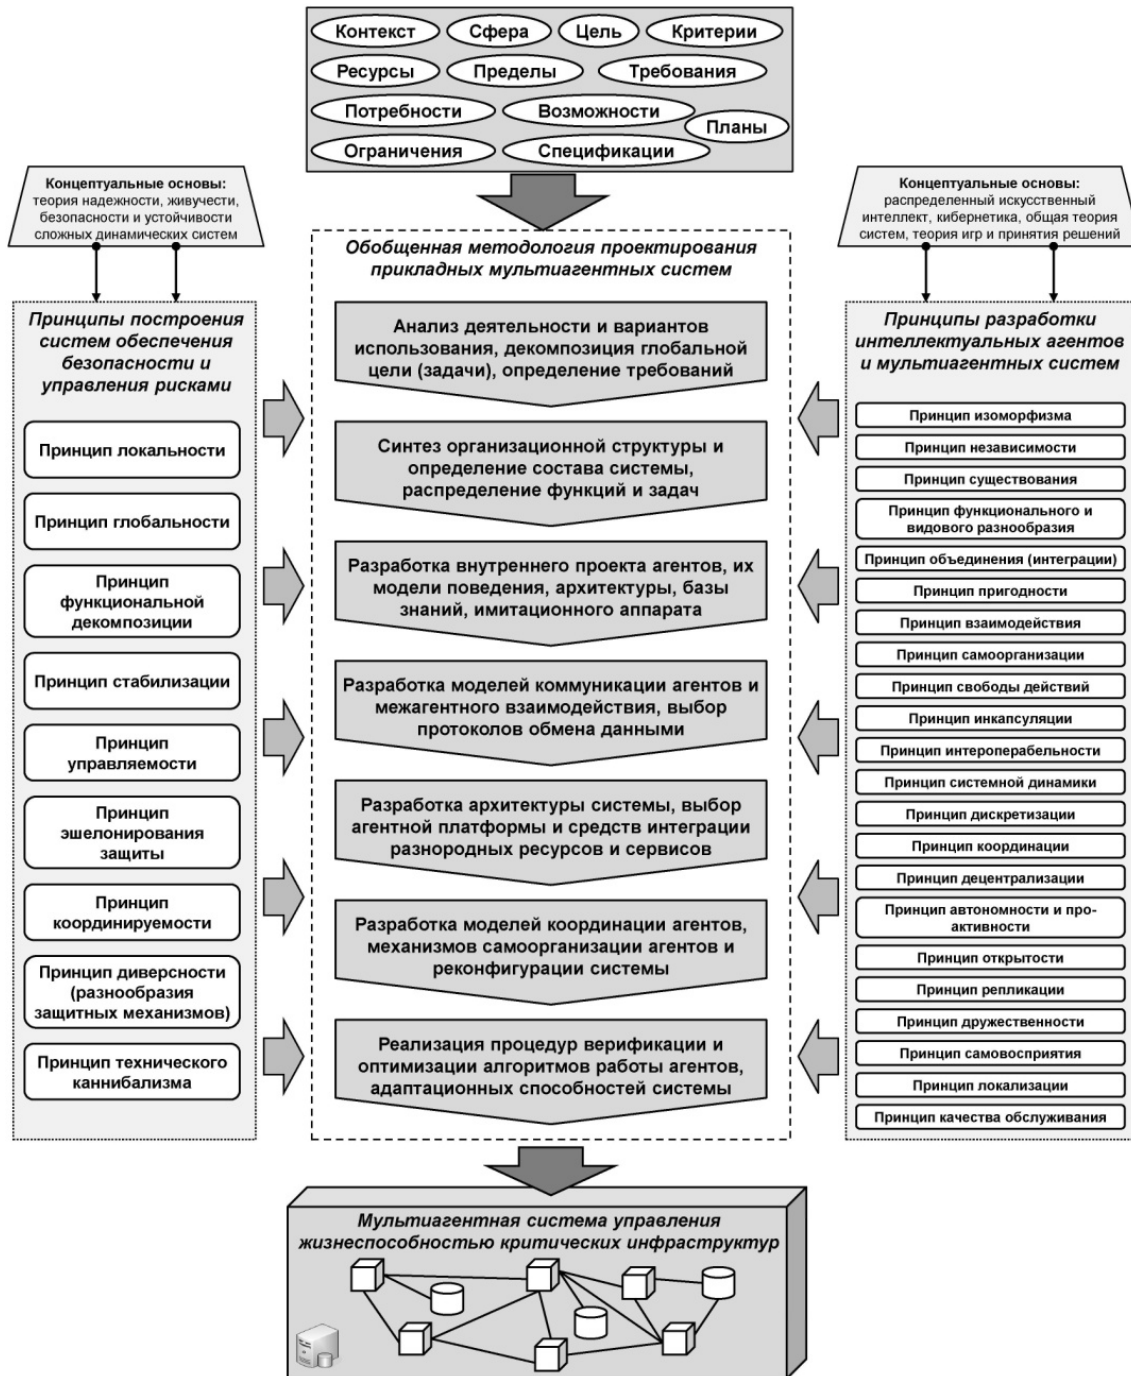 Контекст
Сфера
Цель
Критерии
Ресурсы
Пределы
Требования
Потребности
Возможности
Планы
Ограничения
Спецификации
Концептуальные основы:
теория надежности, живучести,
безопасности и устойчивости
сложных динамических систем
Концептуальные основы:
распределенный искусственный
интеллект, кибернетика, общая теория
систем, теория игр и принятия решений
Принципы построения
систем обеспечения
безопасности и
управления рисками
Принцип локальности
Принцип глобальности
Принцип
функциональной
декомпозиции
Принцип стабилизации
Принцип
управляемости
Принцип
эшелонирования
защиты
Принцип
координируемости
Принцип диверсности
(разнообразия
защитных механизмов)
Принцип технического
каннибализма
Обобщенная методология проектирования
прикладных мультиагентных систем
Анализ деятельности и вариантов
использования, декомпозиция глобальной
цели (задачи), определение требований
Синтез организационной структуры и
определение состава системы,
распределение функций и задач
Разработка внутреннего проекта агентов, их
модели поведения, архитектуры, базы
знаний, имитационного аппарата
Разработка моделей коммуникации агентов и
межагентного взаимодействия, выбор
протоколов обмена данными
Разработка архитектуры системы, выбор
агентной платформы и средств интеграции
разнородных ресурсов и сервисов
Разработка моделей координации агентов,
механизмов самоорганизации агентов и
реконфигурации системы
Реализация процедур верификации и
оптимизации алгоритмов работы агентов,
адаптационных способностей системы
Принципы разработки
интеллектуальных агентов
и мультиагентных систем
Принцип изоморфизма
Принцип независимости
Принцип существования
Принцип функционального и
видового разнообразия
Принцип объединения (интеграции)
Принцип пригодности
Принцип взаимодействия
Принцип самоорганизации
Принцип свободы действий
Принцип инкапсуляции
Принцип интероперабельности
Принцип системной динамики
Принцип дискретизации
Принцип координации
Принцип децентрализации
Принцип автономности и про-
активности
Принцип открытости
Принцип репликации
Принцип дружественности
Принцип самовосприятия
Принцип локализации
Принцип качества обслуживания
Мультиагентная система управления
жизнеспособностью критических инфраструктур